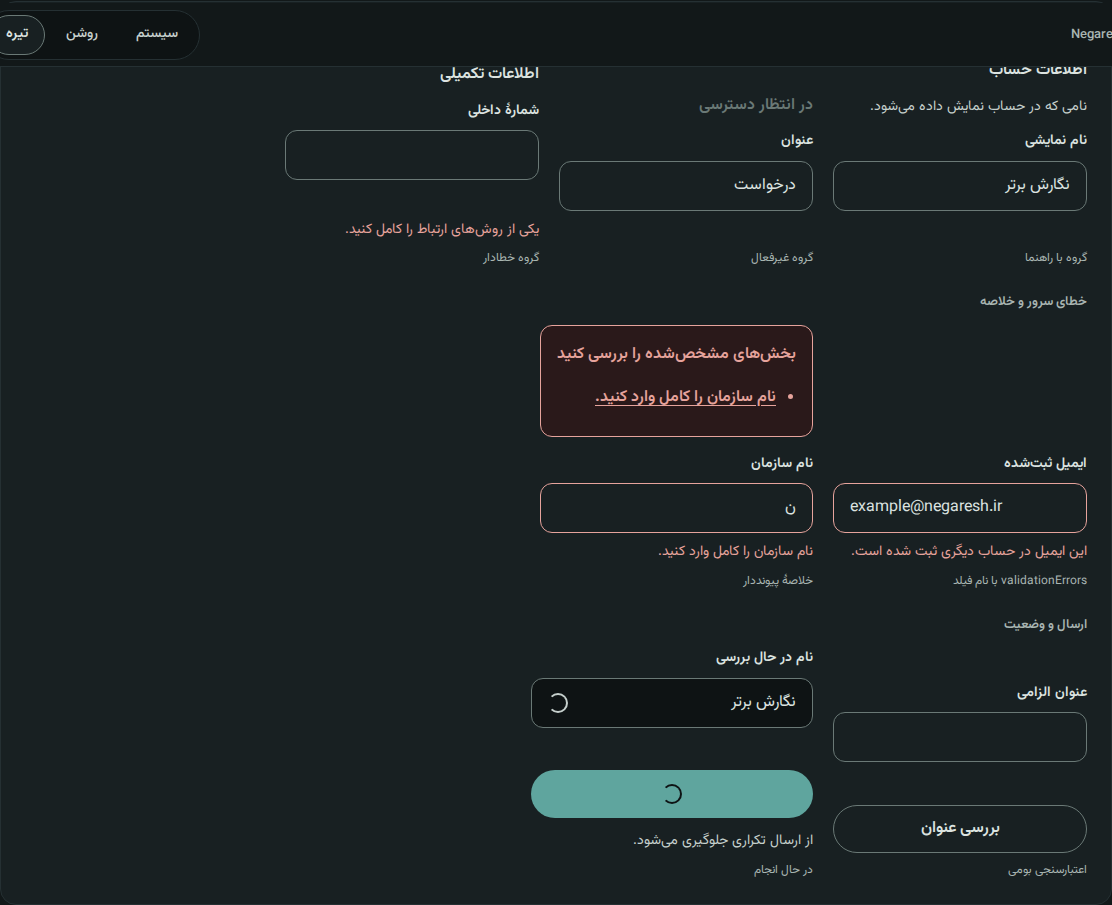 Negare
سیستم
روشن
تیره
اطلاعات حساب
نامی که در حساب نمایش داده می‌شود.
نام نمایشی
نگارش برتر
گروه با راهنما
در انتظار دسترسی
عنوان
درخواست
گروه غیرفعال
اطلاعات تکمیلی
شمارهٔ داخلی
یکی از روش‌های ارتباط را کامل کنید.
گروه خطادار
خطای سرور و خلاصه
ایمیل ثبت‌شده
example@negaresh.ir
این ایمیل در حساب دیگری ثبت شده است.
validationErrors با نام فیلد
بخش‌های مشخص‌شده را بررسی کنید
• نام سازمان را کامل وارد کنید.
نام سازمان
ن
نام سازمان را کامل وارد کنید.
خلاصهٔ پیونددار
ارسال و وضعیت
عنوان الزامی
بررسی عنوان
اعتبارسنجی بومی
نام در حال بررسی
نگارش برتر
از ارسال تکراری جلوگیری می‌شود.
در حال انجام